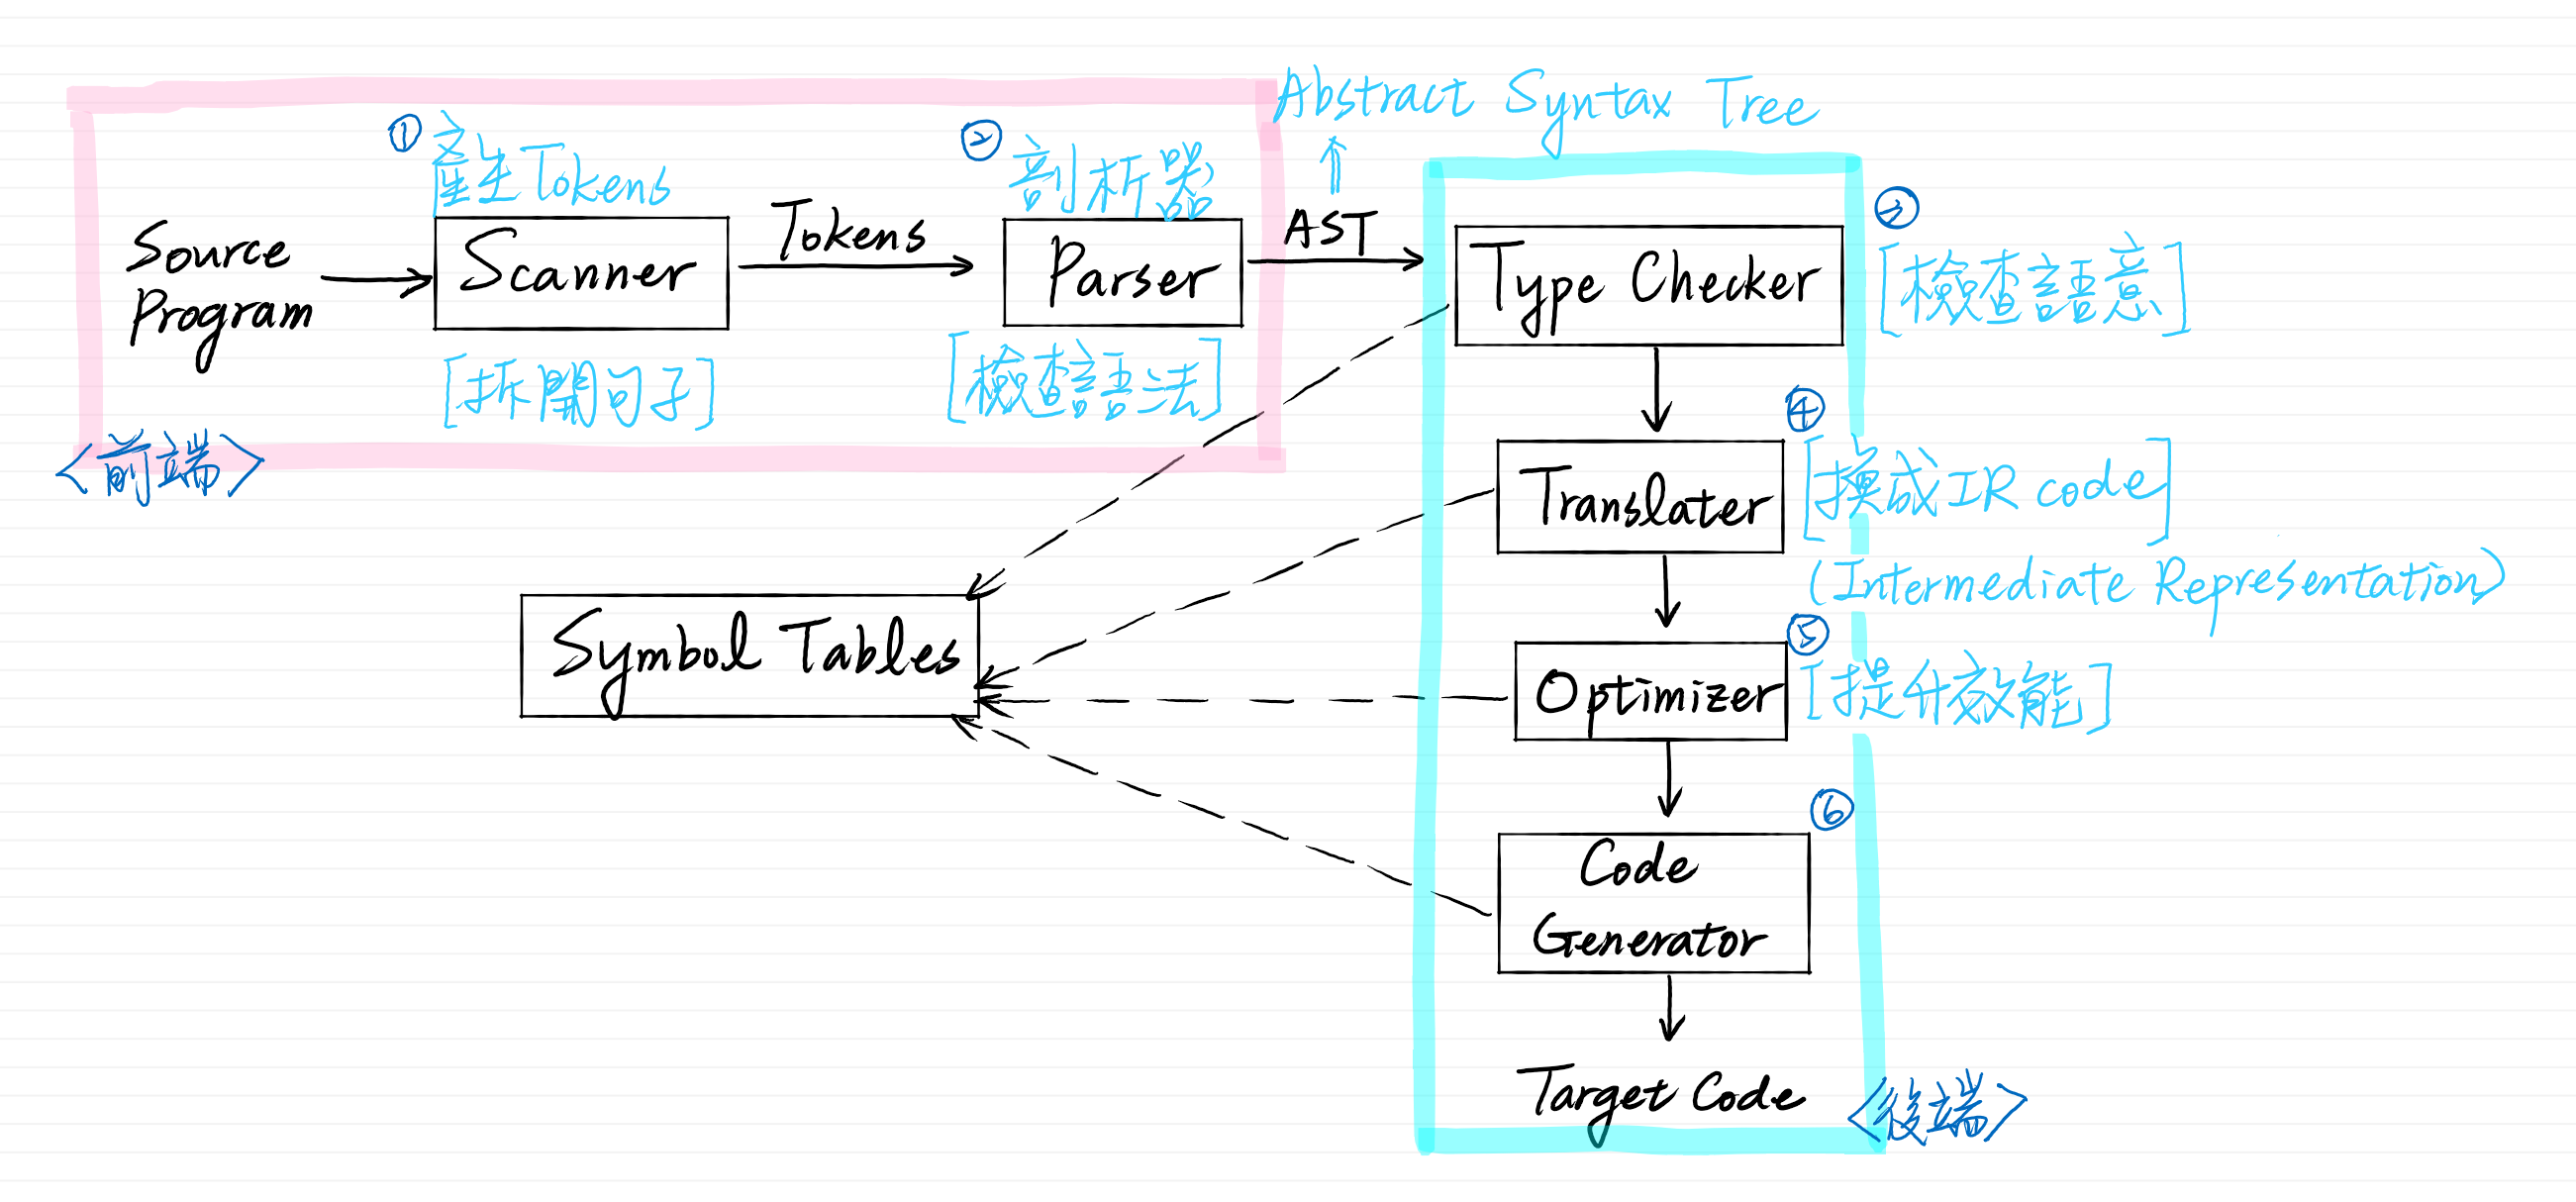 Abstract Syntax Tree
① 產生Tokens
② 剖析器
Source
Program
Scanner
Tokens
Parser
AST
Type Checker
③
[檢查語意]
[拆開句子]
[檢查語法]
<前端>
④
Translater
[換成IR code]
(Intermediate Representation)
Symbol Tables
⑤
Optimizer
[提升效能]
⑥
Code
Generator
Target Code
<後端>